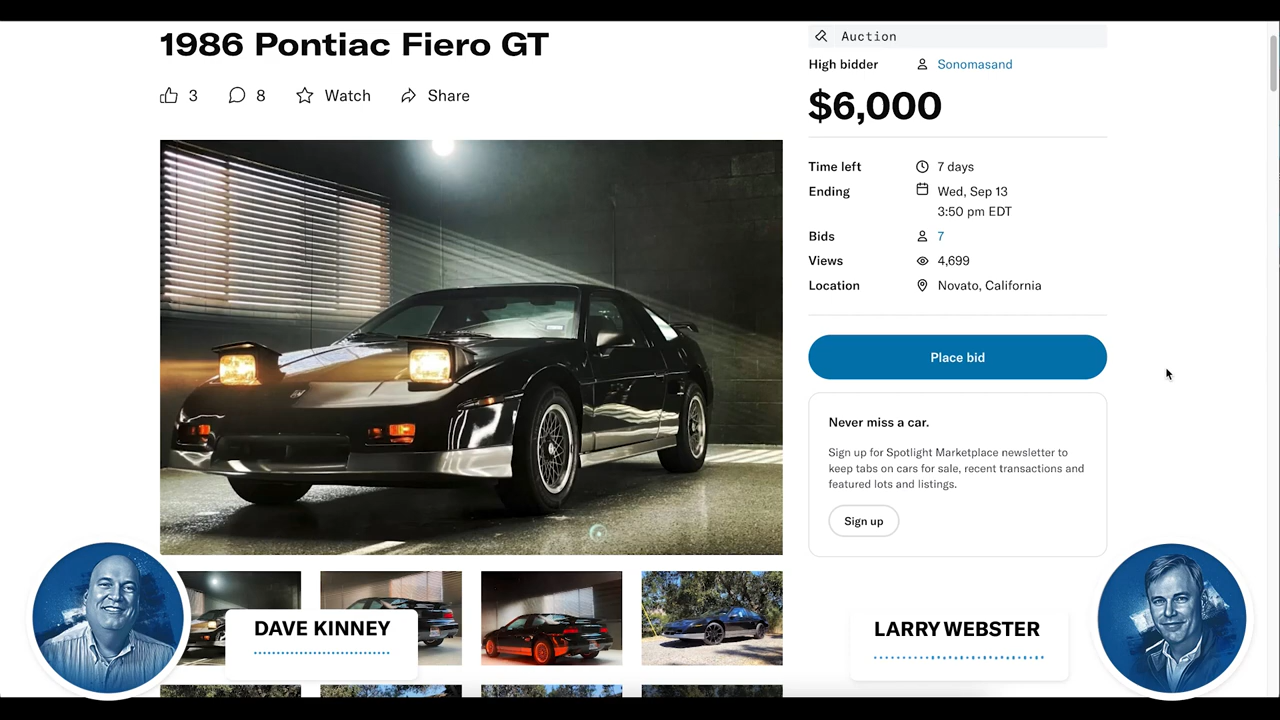 1986 Pontiac Fiero GT
3
8
Watch
Share
Auction
High bidder
Sonomasand
$6,000
Time left
7 days
Ending
Wed, Sep 13
3:50 pm EDT
Bids
7
Views
4,699
Location
Novato, California
Place bid
Never miss a car.
Sign up for Spotlight Marketplace newsletter to
keep tabs on cars for sale, recent transactions and
featured lots and listings.
Sign up
DAVE KINNEY
LARRY WEBSTER